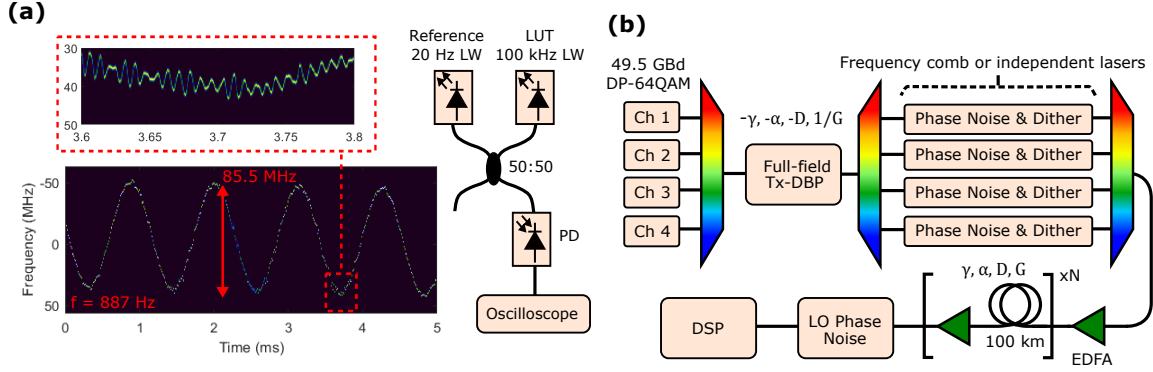 (a)
30
40
50
3.6
3.65
3.7
3.75
3.8
Reference
20 Hz LW
LUT
100 kHz LW
50:50
PD
Oscilloscope
Frequency (MHz)
-50
0
50
85.5 MHz
f = 887 Hz
0
1
2
3
4
5
Time (ms)
(b)
49.5 GBd
DP-64QAM
Ch 1
Ch 2
Ch 3
Ch 4
-γ, -α, -D, 1/G
Full-field
Tx-DBP
Frequency comb or independent lasers
Phase Noise & Dither
Phase Noise & Dither
Phase Noise & Dither
Phase Noise & Dither
γ, α, D, G
xN
100 km
EDFA
LO Phase
Noise
DSP